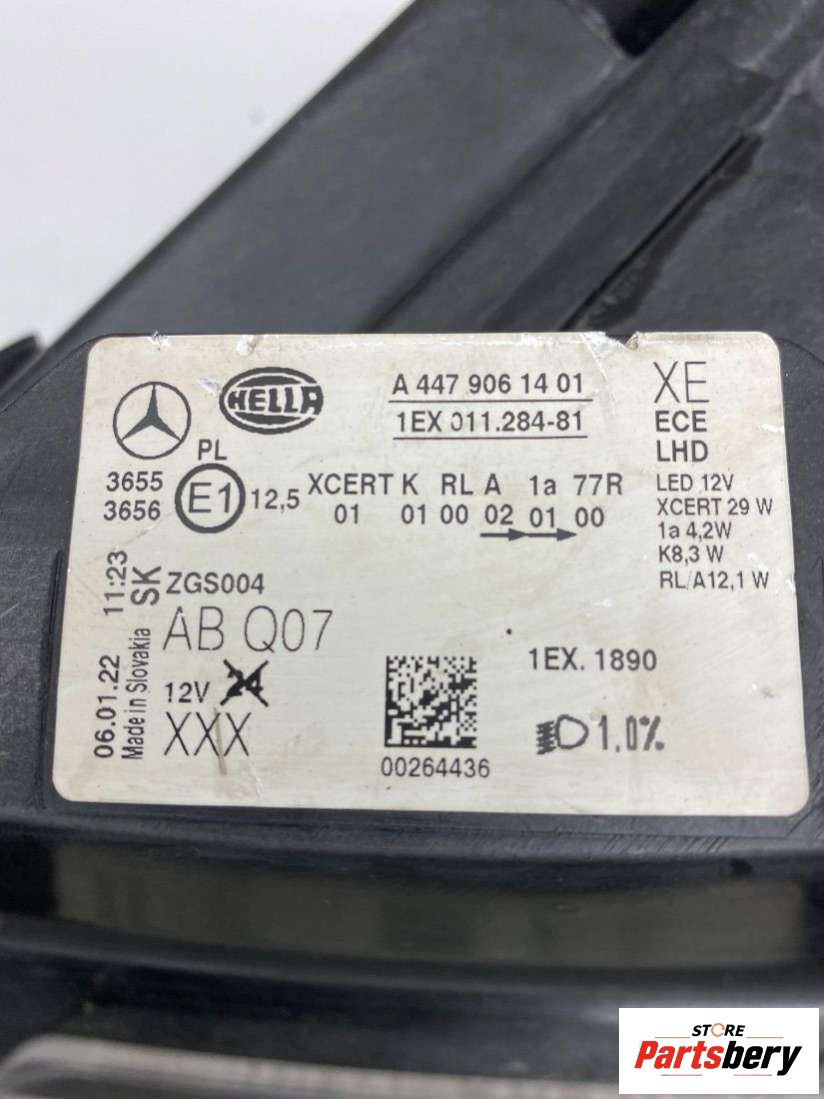 HELLA
A 447 906 14 01
1EX 011.284-81
XE
ECE
LHD
LED 12V
XCERT 29 W
1a 4,2W
K8,3 W
RL/A12,1 W
PL
3655
3656
E1
12,5
XCERT K RL A 1a 77R
01 01 00 02 01 00
06.01.22 11:23
Made in Slovakia SK
ZGS004
AB Q07
12V 24
XXX
00264436
1EX. 1890
1.0%
STORE
Partsbery